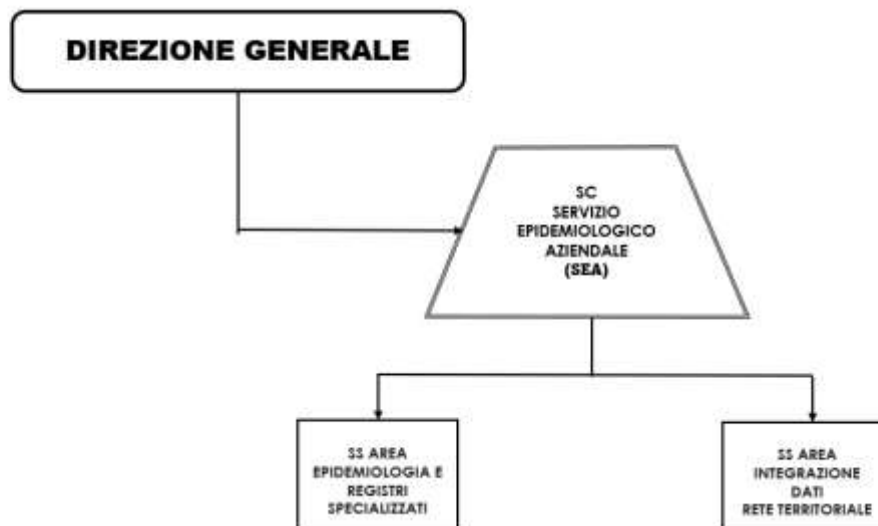 DIREZIONE GENERALE
SC
SERVIZIO
EPIDEMIOLOGICO
AZIENDALE
(SEA)
SS AREA
EPIDEMIOLOGIA E
REGISTRI
SPECIALIZZATI
SS AREA
INTEGRAZIONE
DATI
RETE TERRITORIALE